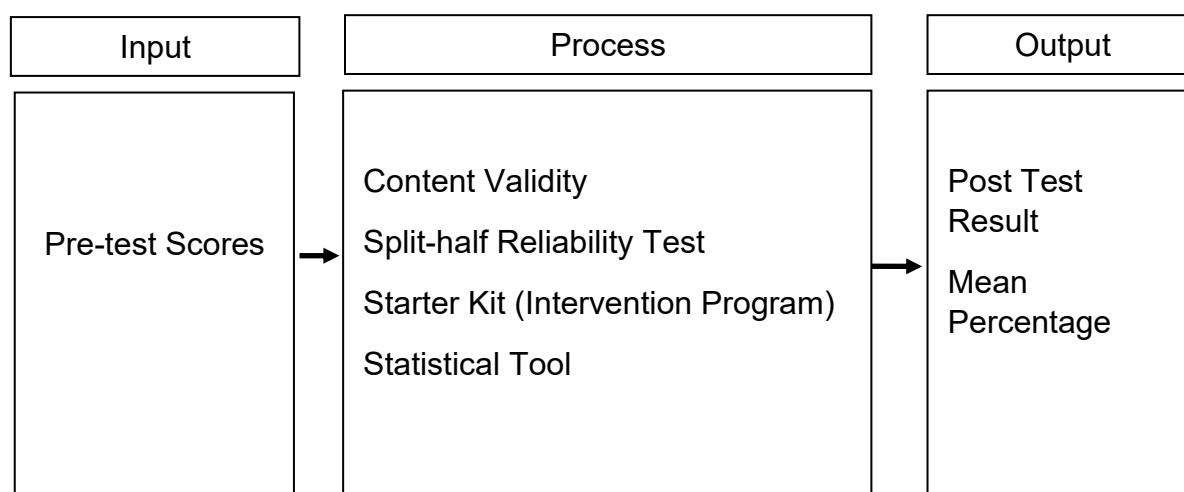 Input
Process
Output
Pre-test Scores
Content Validity
Split-half Reliability Test
Starter Kit (Intervention Program)
Statistical Tool
Post Test
Result
Mean
Percentage